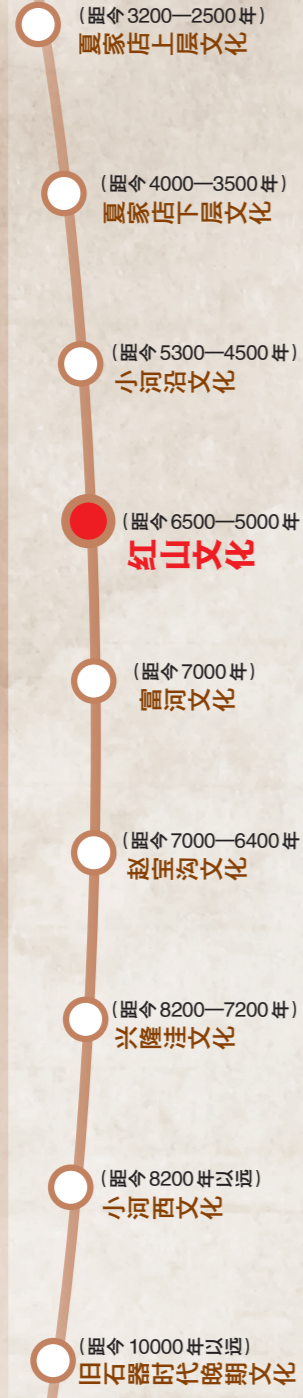 (距今3200—2500年)
夏家店上层文化
(距今4000—3500年)
夏家店下层文化
(距今5300—4500年)
小河沿文化
(距今6500—5000年
红山文化
(距今7000年)
富河文化
(距今7000—6400年
赵宝沟文化
(距今8200—7200年)
兴隆洼文化
(距今8200年以远)
小河西文化
(距今10000年以远)
旧石器时代晚期文化